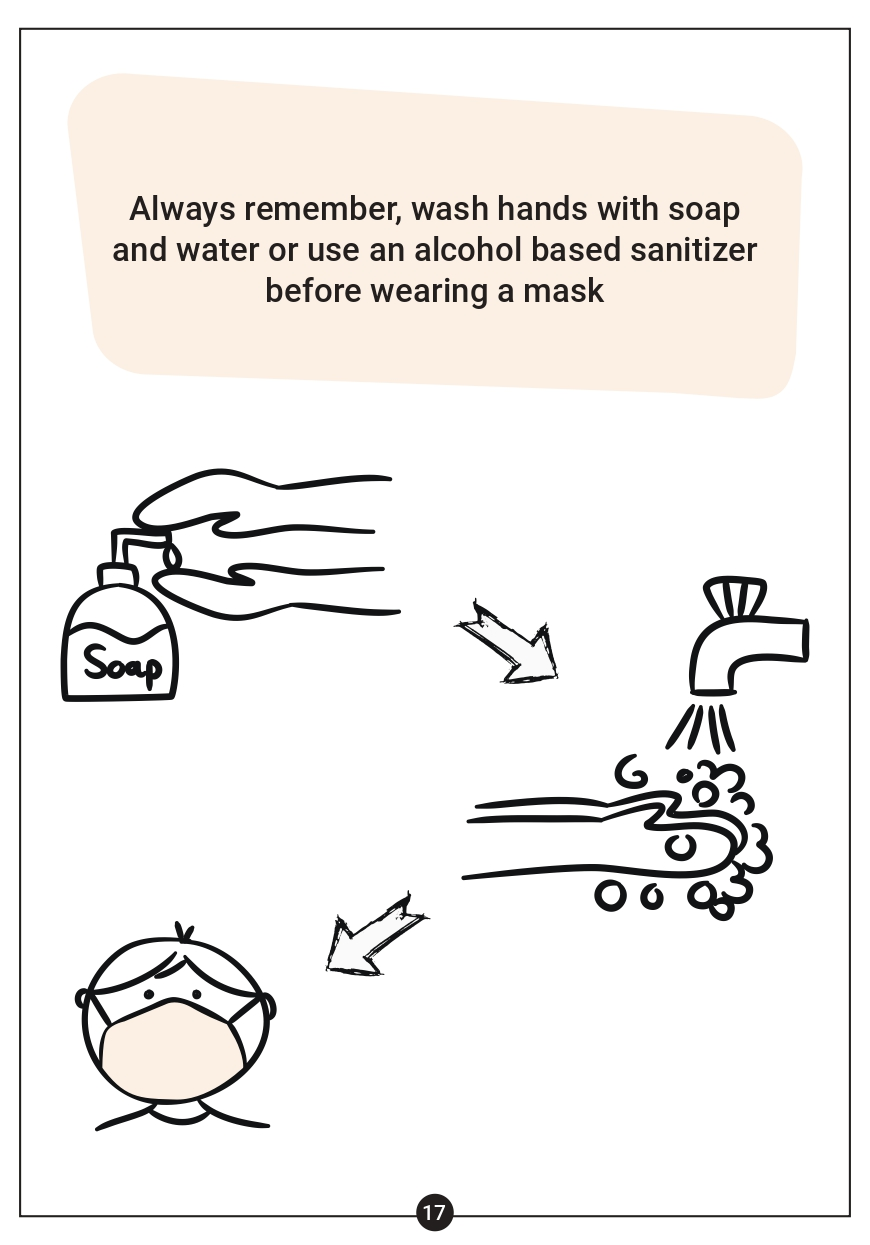 Always remember, wash hands with soap
and water or use an alcohol based sanitizer
before wearing a mask
Soap
17